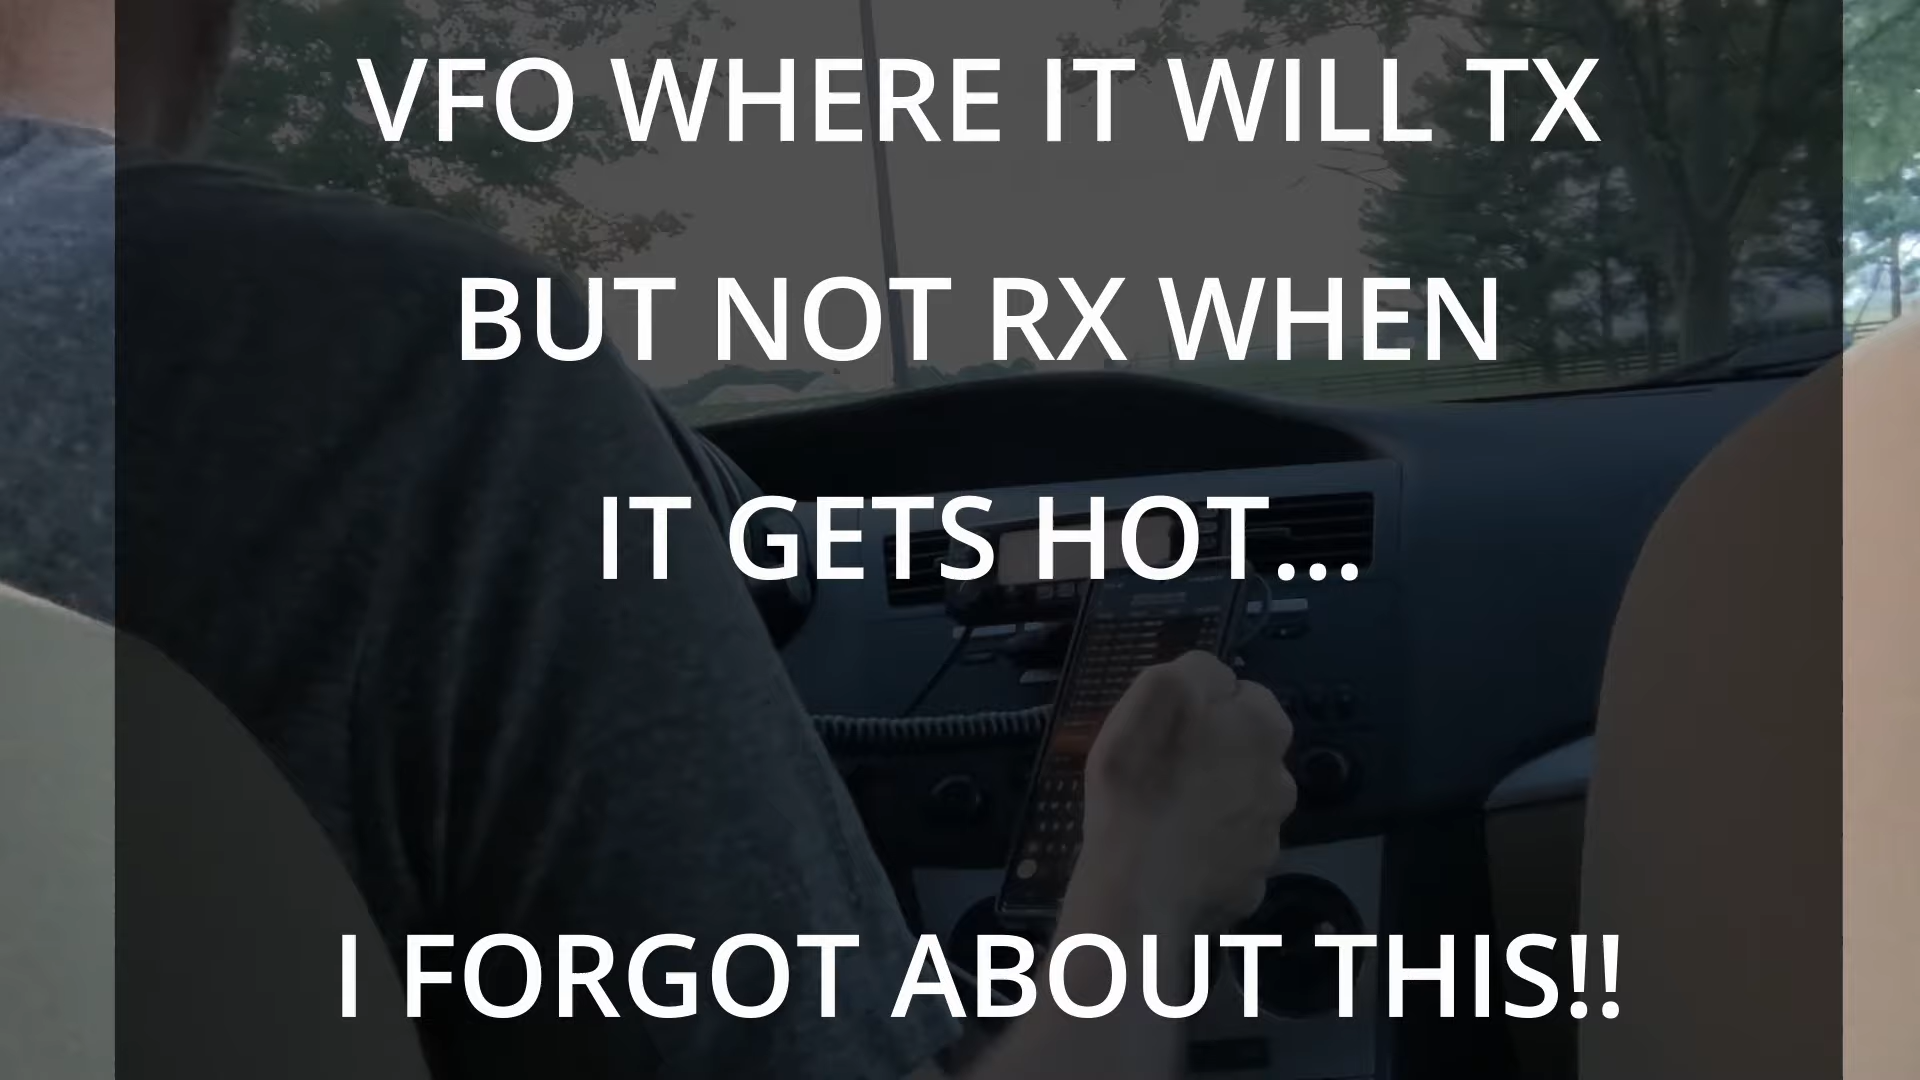 VFO WHERE IT WILL TX
BUT NOT RX WHEN
IT GETS HOT...
I FORGOT ABOUT THIS!!